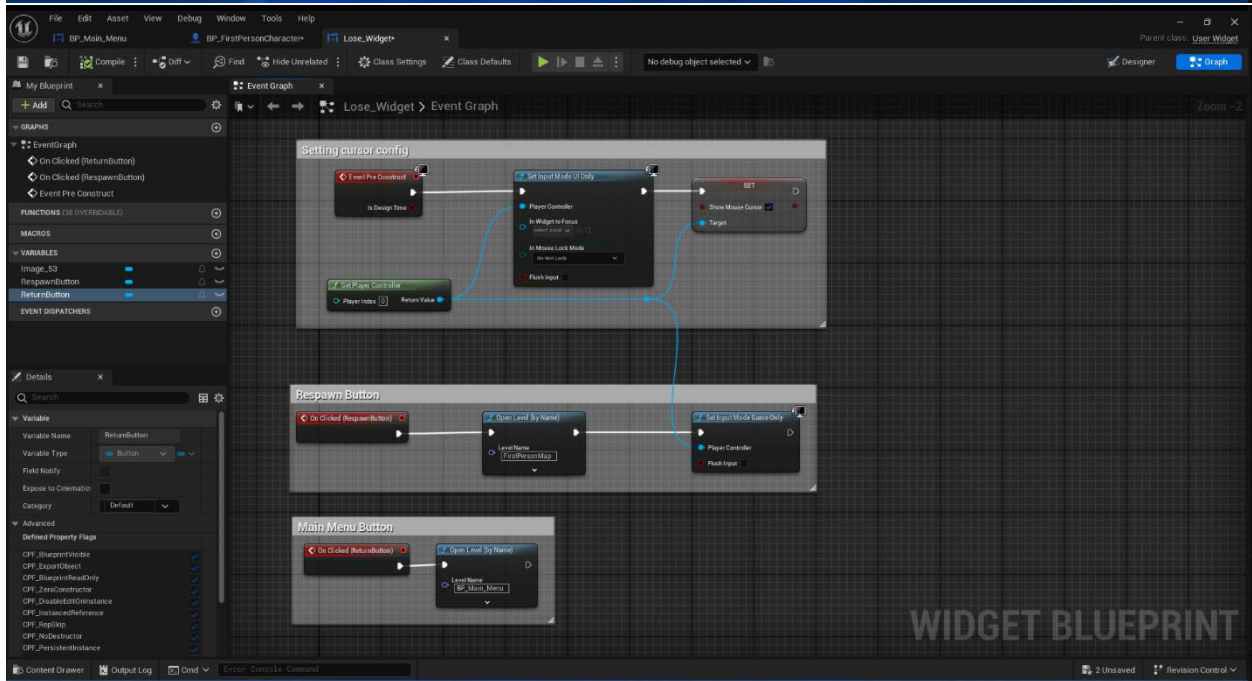 File Edit Asset View Debug Window Tools Help
BP_Main_Menu BP_FirstPersonCharacter• Lose_Widget• × Parent class: User Widget
Compile Diff Find Hide Unrelated Class Settings Class Defaults No debug object selected Designer Graph
My Blueprint × Event Graph ×
+ Add Search Lose_Widget > Event Graph Zoom -2
GRAPHS
EventGraph
On Clicked (ReturnButton)
On Clicked (RespawnButton)
Event Pre Construct
FUNCTIONS (38 OVERRIDABLE)
MACROS
VARIABLES
Image_53
RespawnButton
ReturnButton
EVENT DISPATCHERS
Details ×
Search
Variable
Variable Name ReturnButton
Variable Type Button
Field Notify
Expose to Cinematic
Category Default
Advanced
Defined Property Flags
CPF_BlueprintVisible
CPF_ExportObject
CPF_BlueprintReadOnly
CPF_ZeroConstructor
CPF_DisableEditOnInstance
CPF_InstancedReference
CPF_RepSkip
CPF_NoDestructor
CPF_PersistentInstance
Setting cursor config
Event Pre Construct
Is Design Time
Set Input Mode UI Only
Player Controller
In Widget to Focus
Select Asset
In Mouse Lock Mode
Do Not Lock
Flush Input
SET
Show Mouse Cursor
Target
Get Player Controller
Player Index 0 Return Value
Respawn Button
On Clicked (RespawnButton)
Open Level (by Name)
Level Name
FirstPersonMap
Set Input Mode Game Only
Player Controller
Flush Input
Main Menu Button
On Clicked (ReturnButton)
Open Level (by Name)
Level Name
BP_Main_Menu
WIDGET BLUEPRINT
Content Drawer Output Log Cmd Enter Console Command 2 Unsaved Revision Control